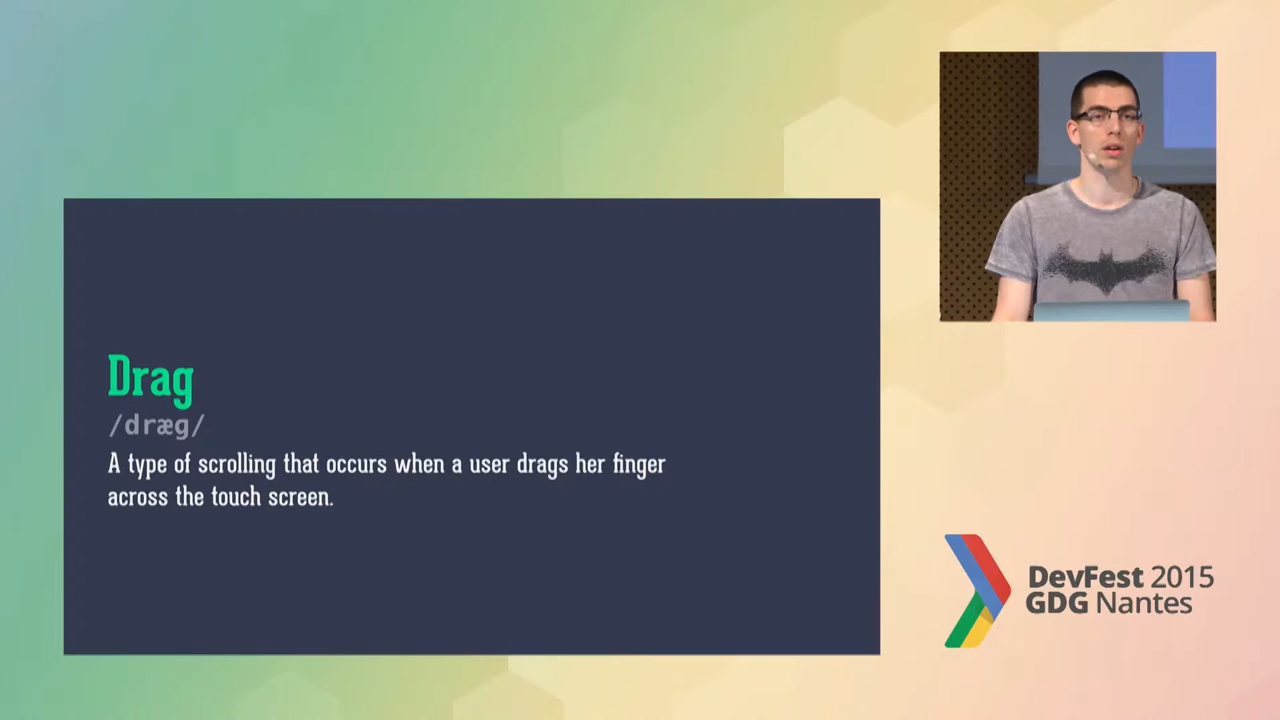 Drag
/dræg/
A type of scrolling that occurs when a user drags her finger
across the touch screen.
DevFest 2015
GDG Nantes